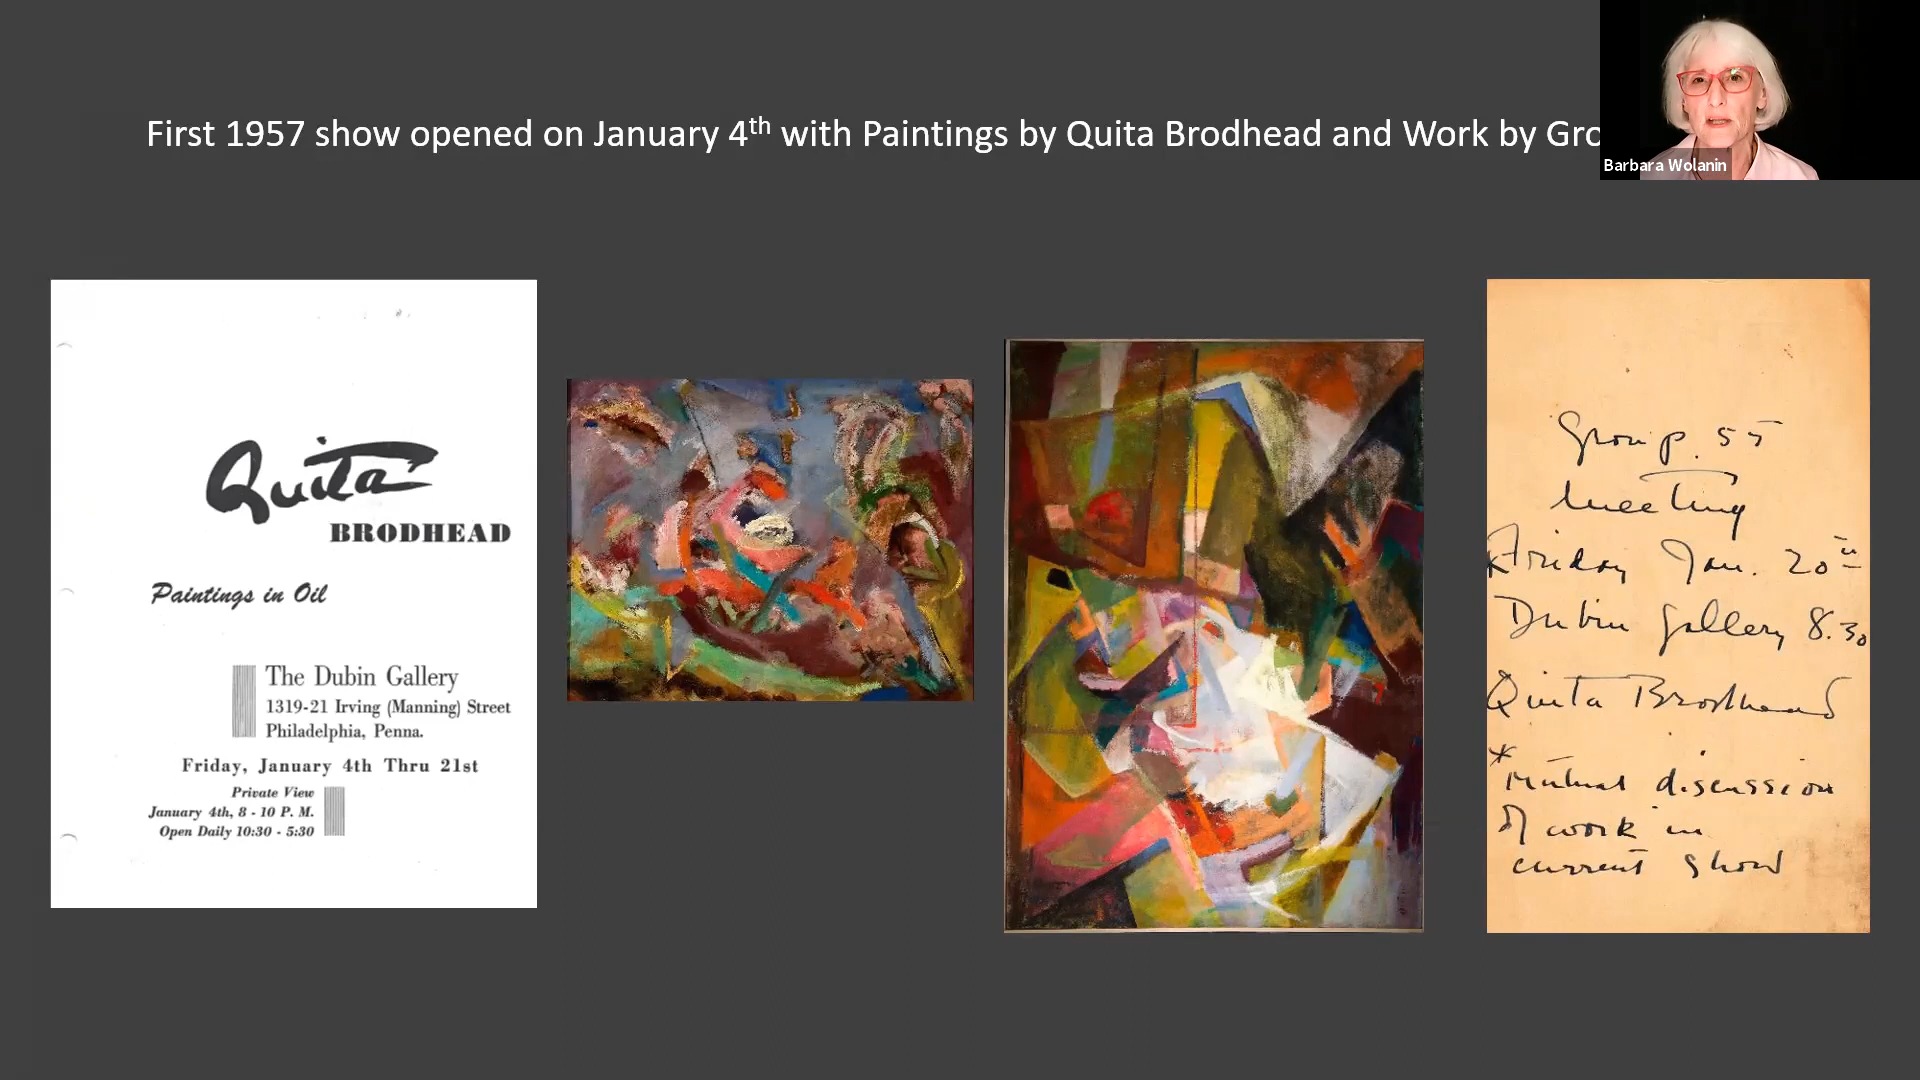 First 1957 show opened on January 4th with Paintings by Quita Brodhead and Work by Gro
Barbara Wolanin
Quita
BRODHEAD
Paintings in Oil
The Dubin Gallery
1319-21 Irving (Manning) Street
Philadelphia, Penna.
Friday, January 4th Thru 21st
Private View
January 4th, 8 - 10 P. M.
Open Daily 10:30 - 5:30
Group 55
Meeting
Friday Jan. 20th
Dubin Gallery 8.30
Quita Brodhead
*Mutual discussion
of work in
current show